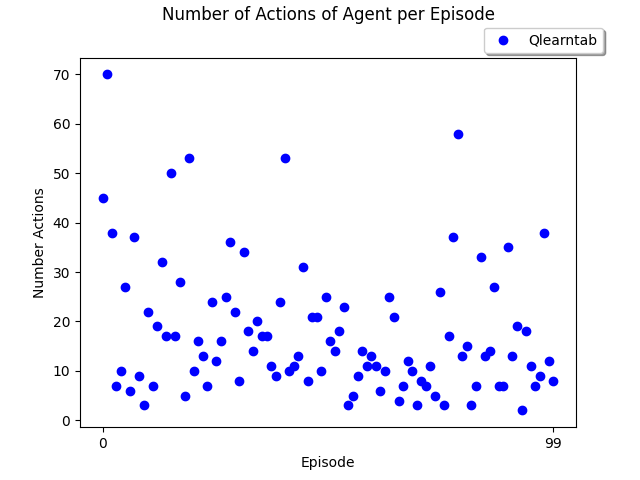 Number of Actions of Agent per Episode
Qlearntab
70
60
50
40
30
20
10
0
Number Actions
0 99
Episode